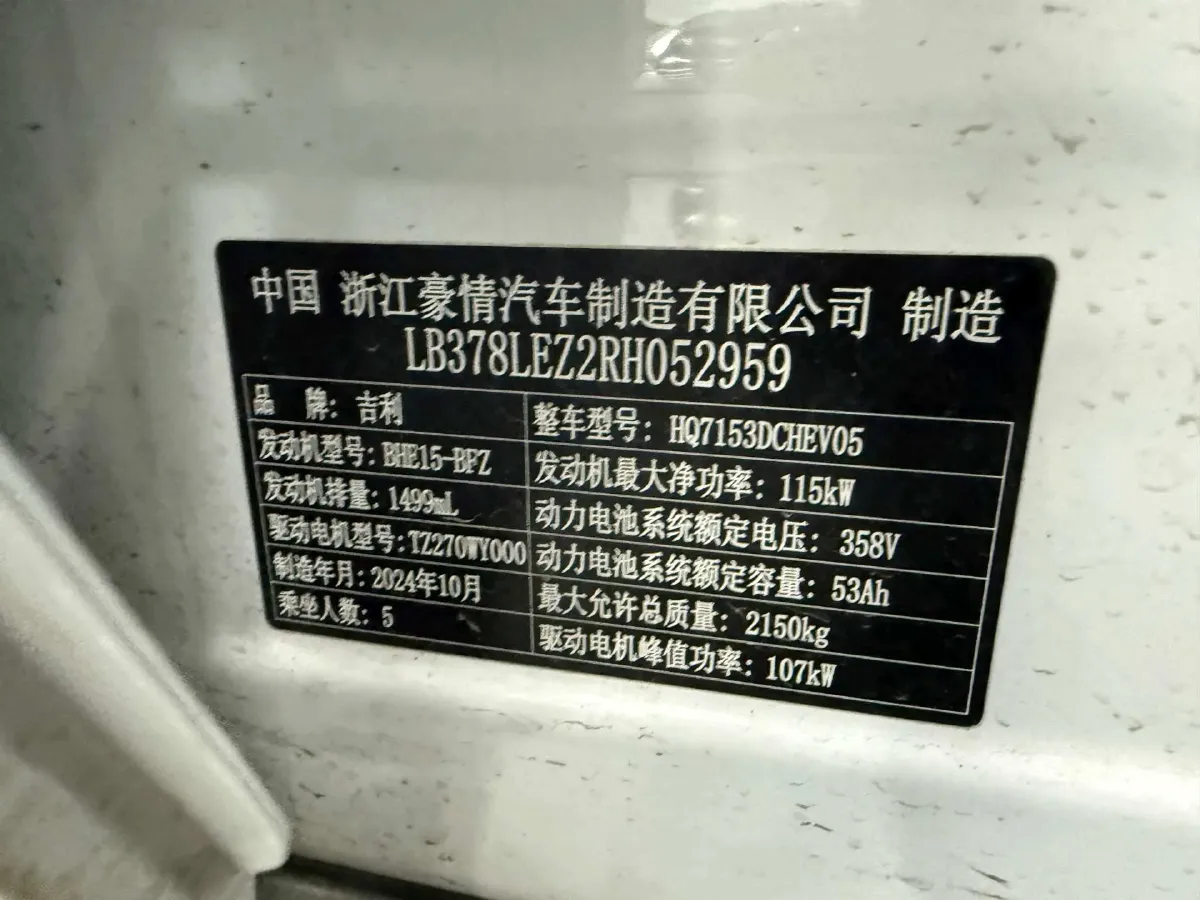 中国 浙江豪情汽车制造有限公司 制造
LB378LEZ2RH052959
品 牌: 吉利
整车型号: HQ7153DCHEV05
发动机型号: BHE15-BFZ
发动机最大净功率: 115kW
发动机排量: 1499mL
动力电池系统额定电压: 358V
驱动电机型号: TZ270WY000
动力电池系统额定容量: 53Ah
制造年月: 2024年10月
最大允许总质量: 2150kg
乘坐人数: 5
驱动电机峰值功率: 107kW